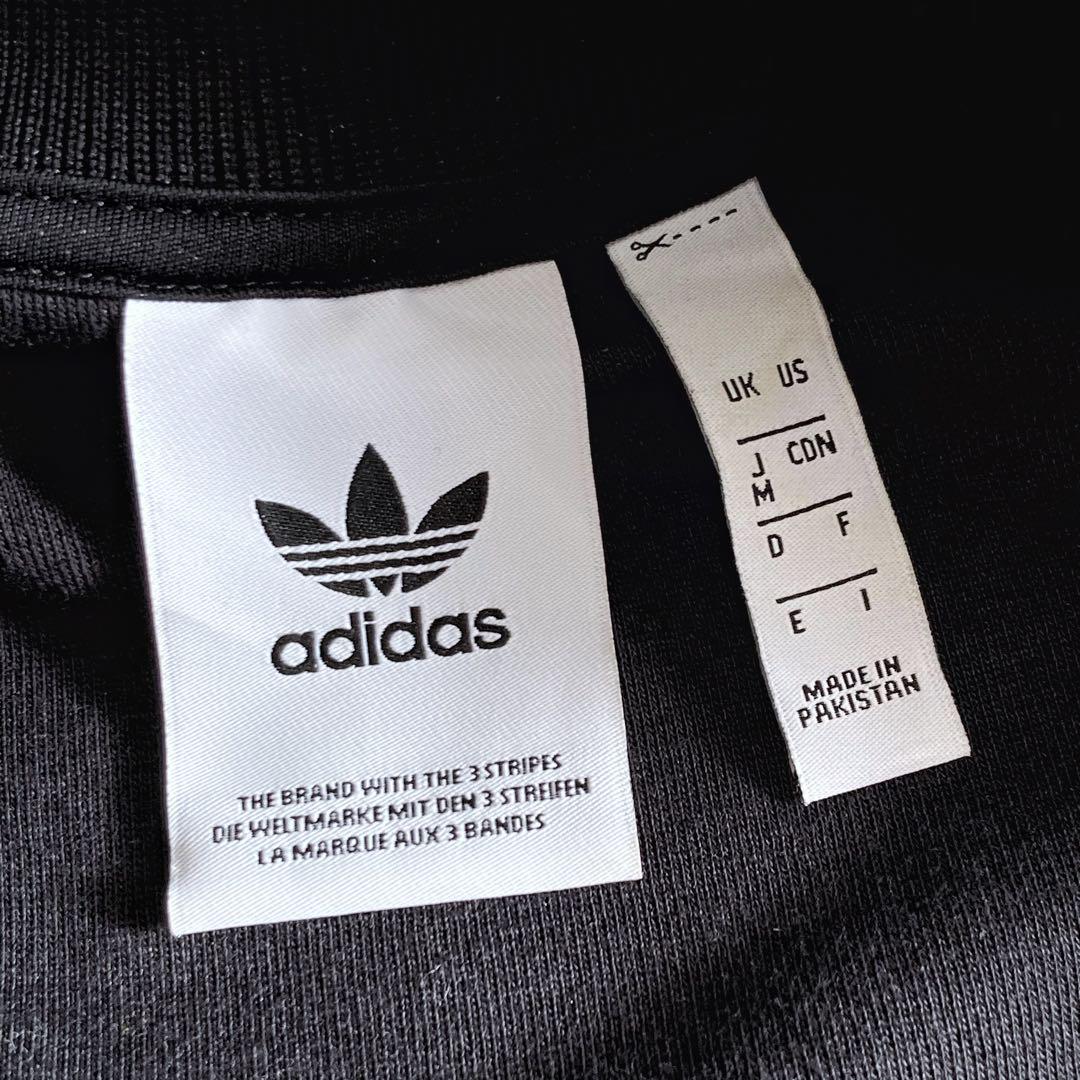 adidas
THE BRAND WITH THE 3 STRIPES
DIE WELTMARKE MIT DEN 3 STREIFEN
LA MARQUE AUX 3 BANDES
UK US
J CDN
M
D F
E I
MADE IN
PAKISTAN